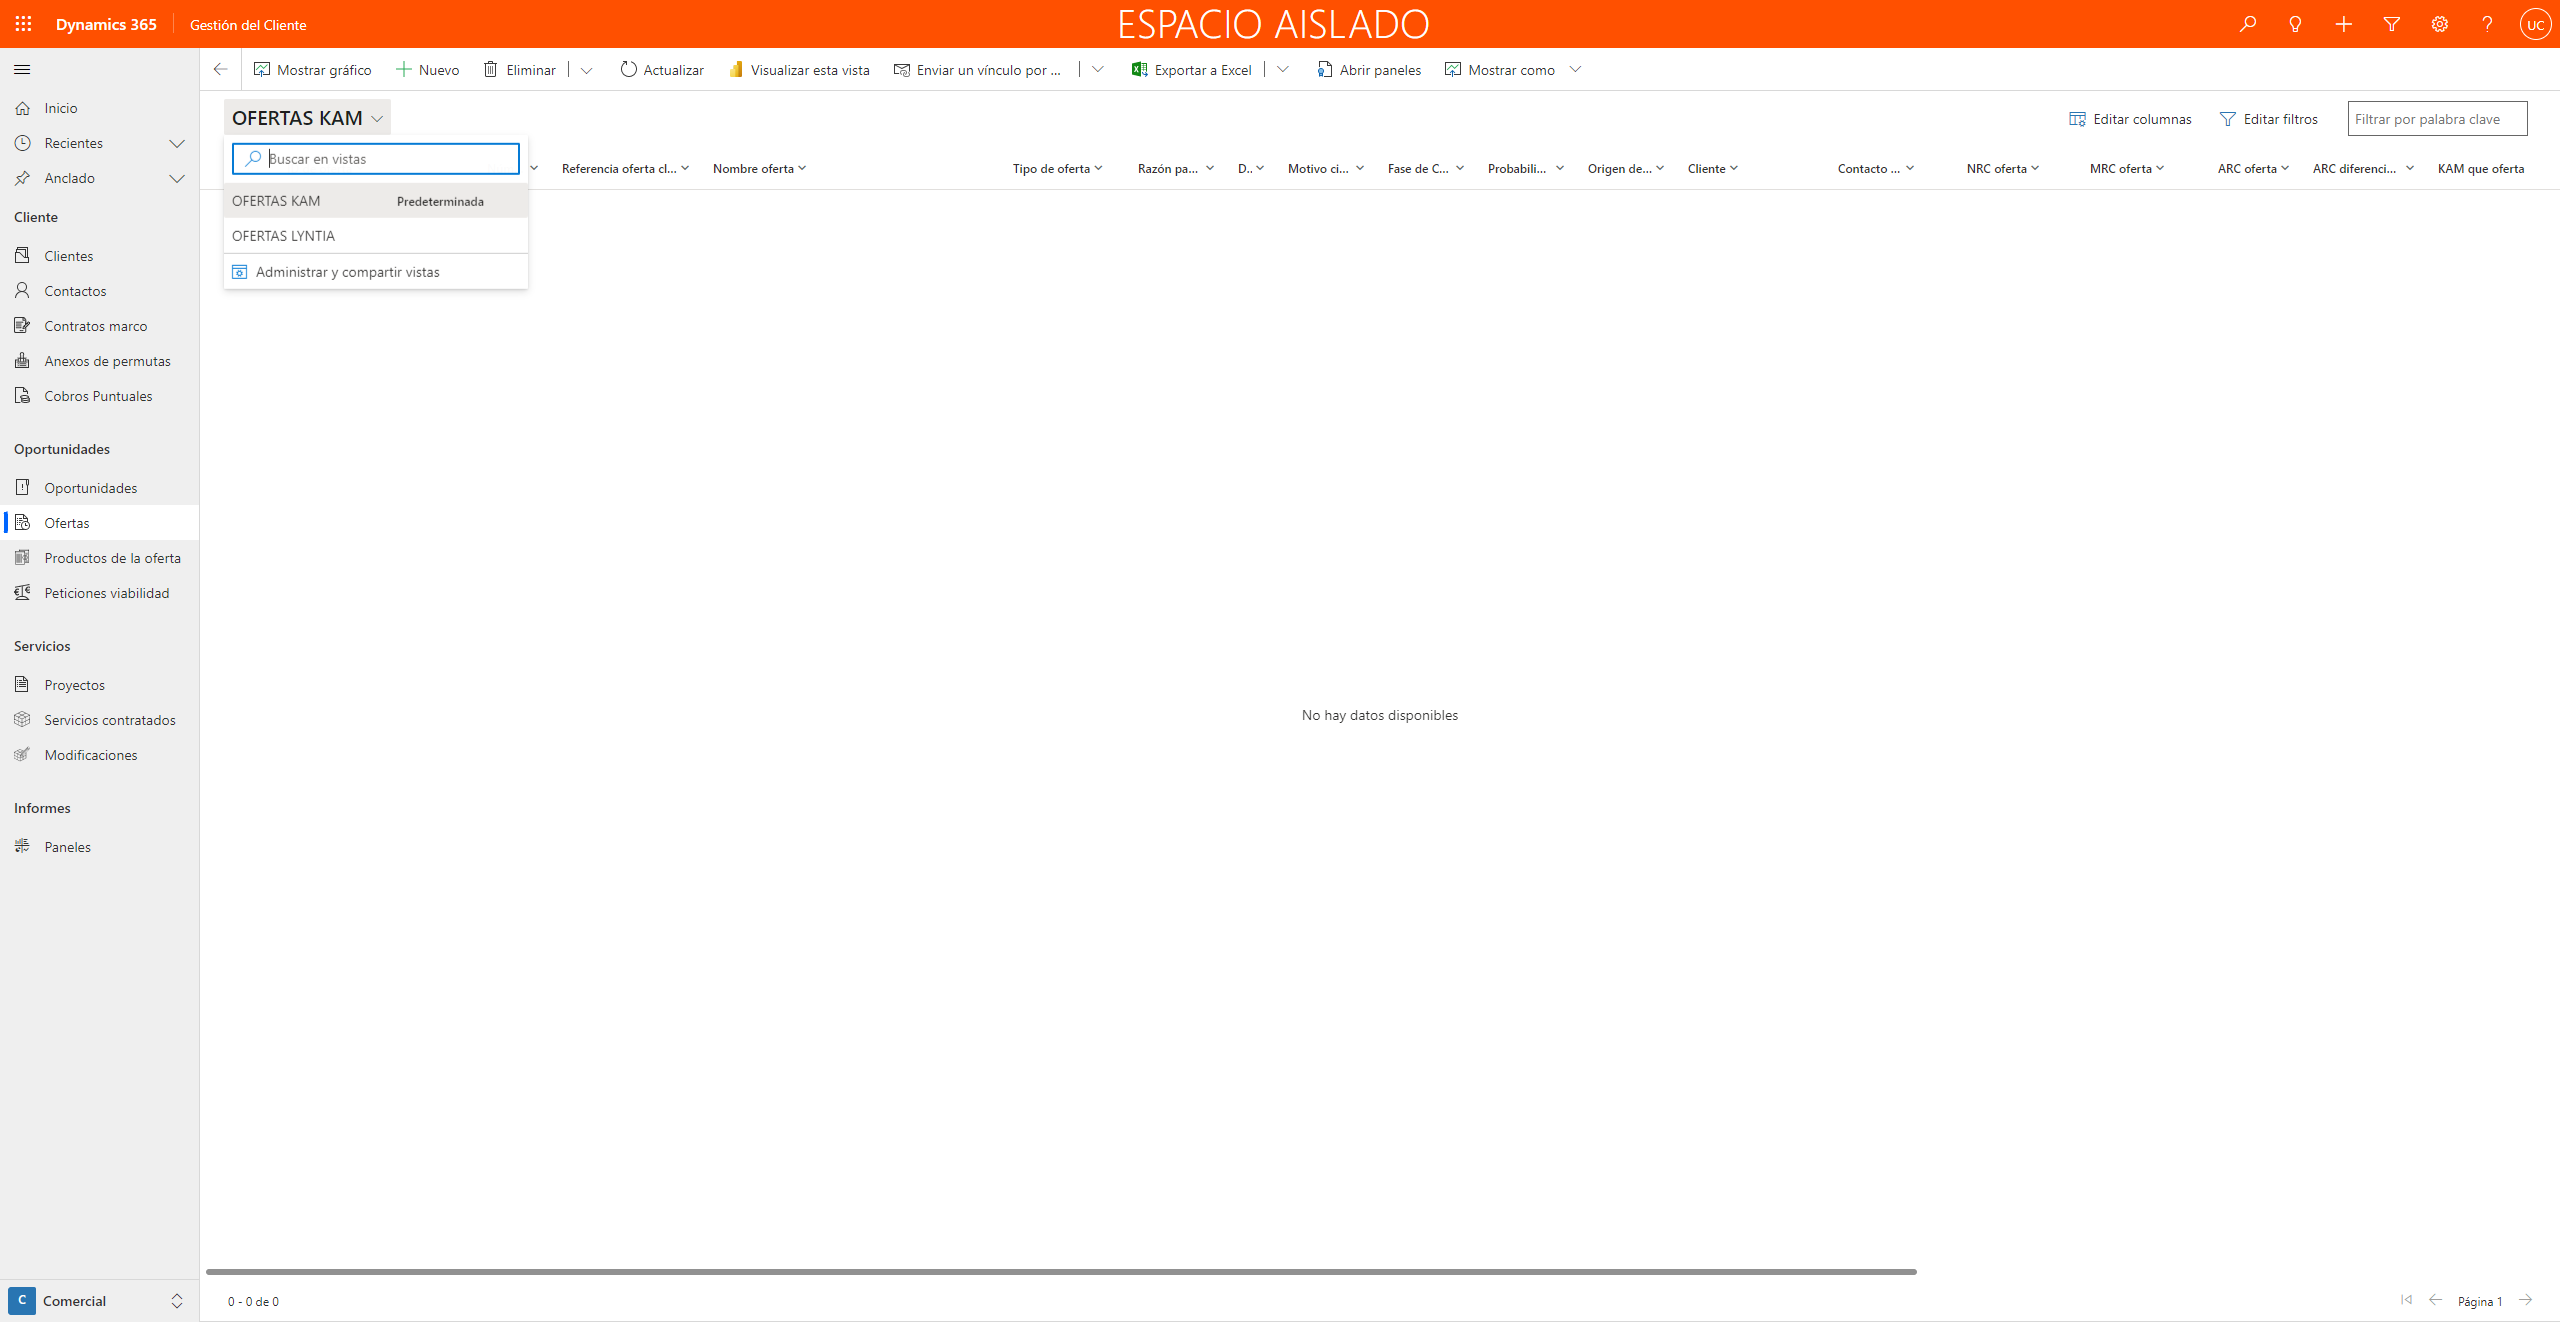 Dynamics 365
Gestión del Cliente
ESPACIO AISLADO
UC
Mostrar gráfico
Nuevo
Eliminar
Actualizar
Visualizar esta vista
Enviar un vínculo por ...
Exportar a Excel
Abrir paneles
Mostrar como
Inicio
Recientes
Anclado
Cliente
Clientes
Contactos
Contratos marco
Anexos de permutas
Cobros Puntuales
Oportunidades
Oportunidades
Ofertas
Productos de la oferta
Peticiones viabilidad
Servicios
Proyectos
Servicios contratados
Modificaciones
Informes
Paneles
C Comercial
OFERTAS KAM
Editar columnas
Editar filtros
Filtrar por palabra clave
Buscar en vistas
OFERTAS KAM Predeterminada
OFERTAS LYNTIA
Administrar y compartir vistas
Referencia oferta cl...
Nombre oferta
Tipo de oferta
Razón pa...
D..
Motivo ci...
Fase de C...
Probabili...
Origen de...
Cliente
Contacto ...
NRC oferta
MRC oferta
ARC oferta
ARC diferenci...
KAM que oferta
No hay datos disponibles
0 - 0 de 0
Página 1